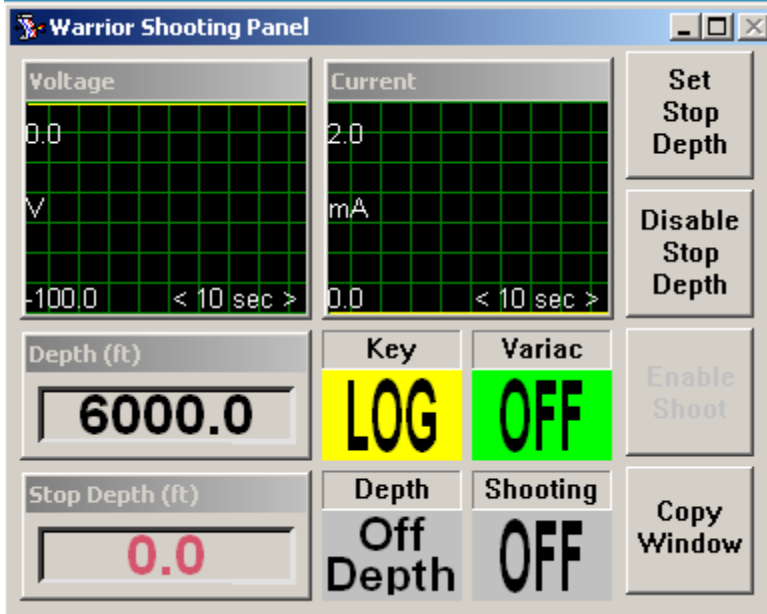 Warrior Shooting Panel
Voltage
0.0
V
-100.0
< 10 sec >
Current
2.0
mA
0.0
< 10 sec >
Set
Stop
Depth
Disable
Stop
Depth
Depth (ft)
6000.0
Key
LOG
Variac
OFF
Enable
Shoot
Stop Depth (ft)
0.0
Depth
Off
Depth
Shooting
OFF
Copy
Window